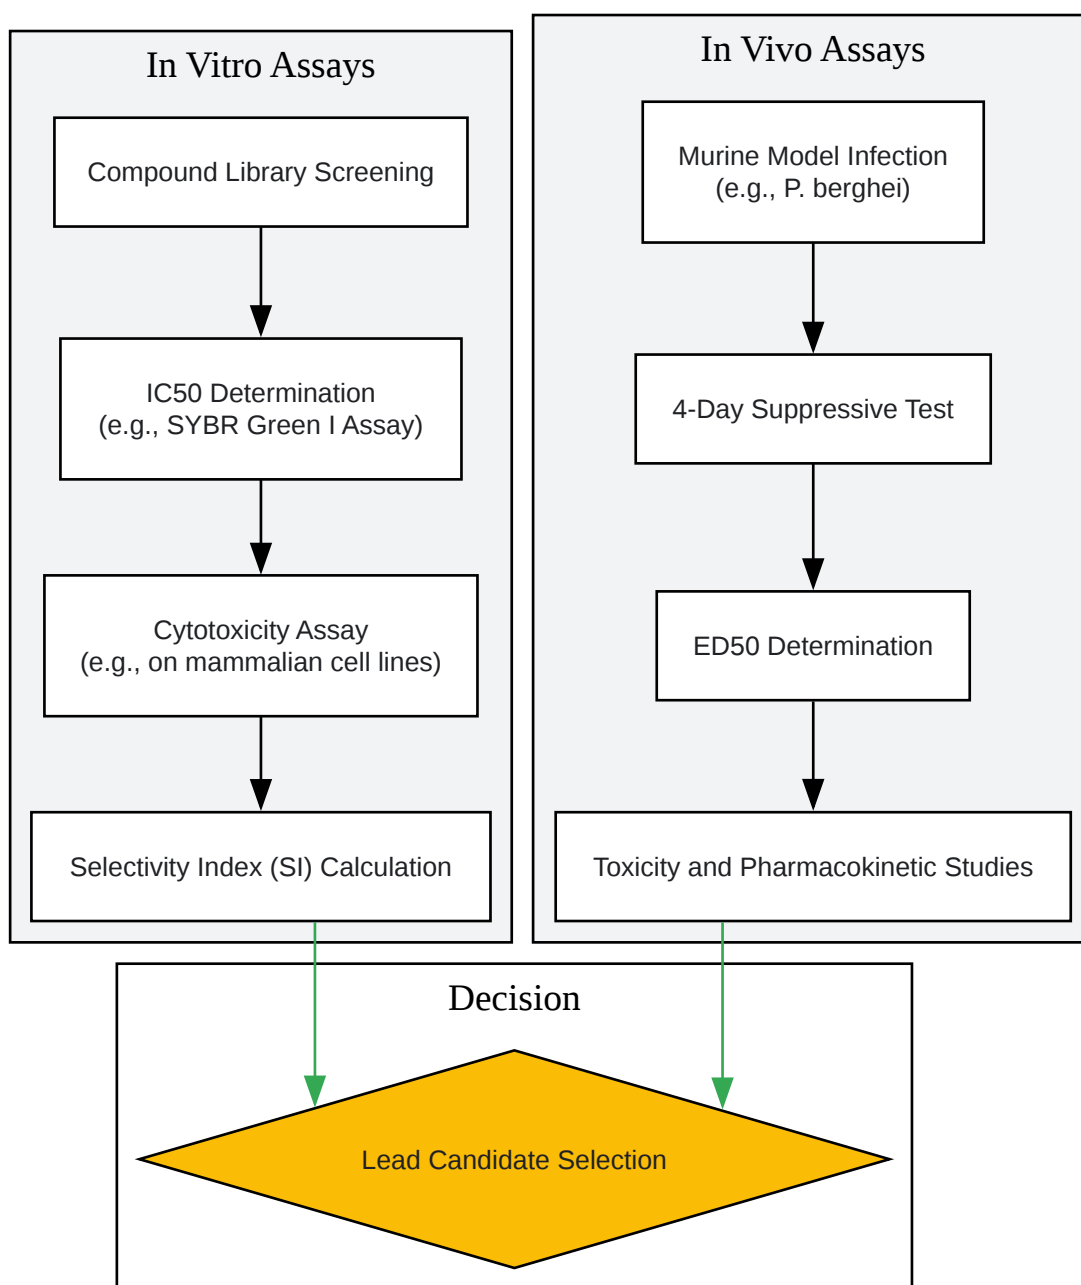 In Vitro Assays
Compound Library Screening
IC50 Determination
(e.g., SYBR Green I Assay)
Cytotoxicity Assay
(e.g., on mammalian cell lines)
Selectivity Index (SI) Calculation
In Vivo Assays
Murine Model Infection
(e.g., P. berghei)
4-Day Suppressive Test
ED50 Determination
Toxicity and Pharmacokinetic Studies
Decision
Lead Candidate Selection